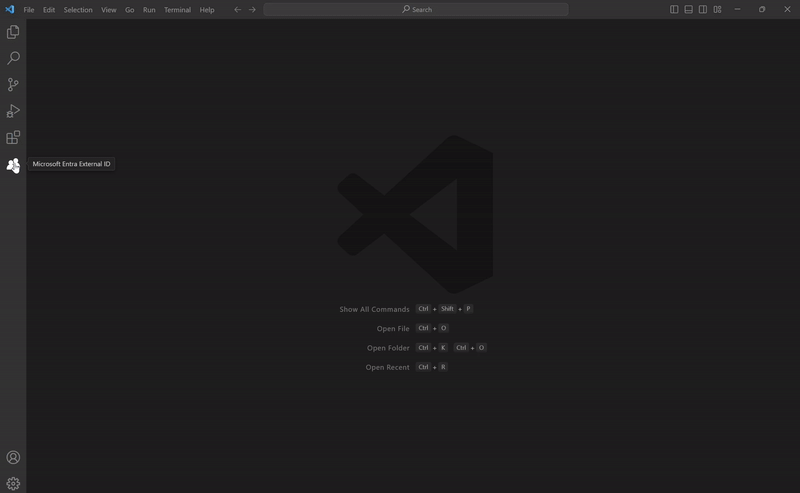 File Edit Selection View Go Run Terminal Help
Search
Microsoft Entra External ID
Show All Commands Ctrl + Shift + P
Open File Ctrl + O
Open Folder Ctrl + K Ctrl + O
Open Recent Ctrl + R